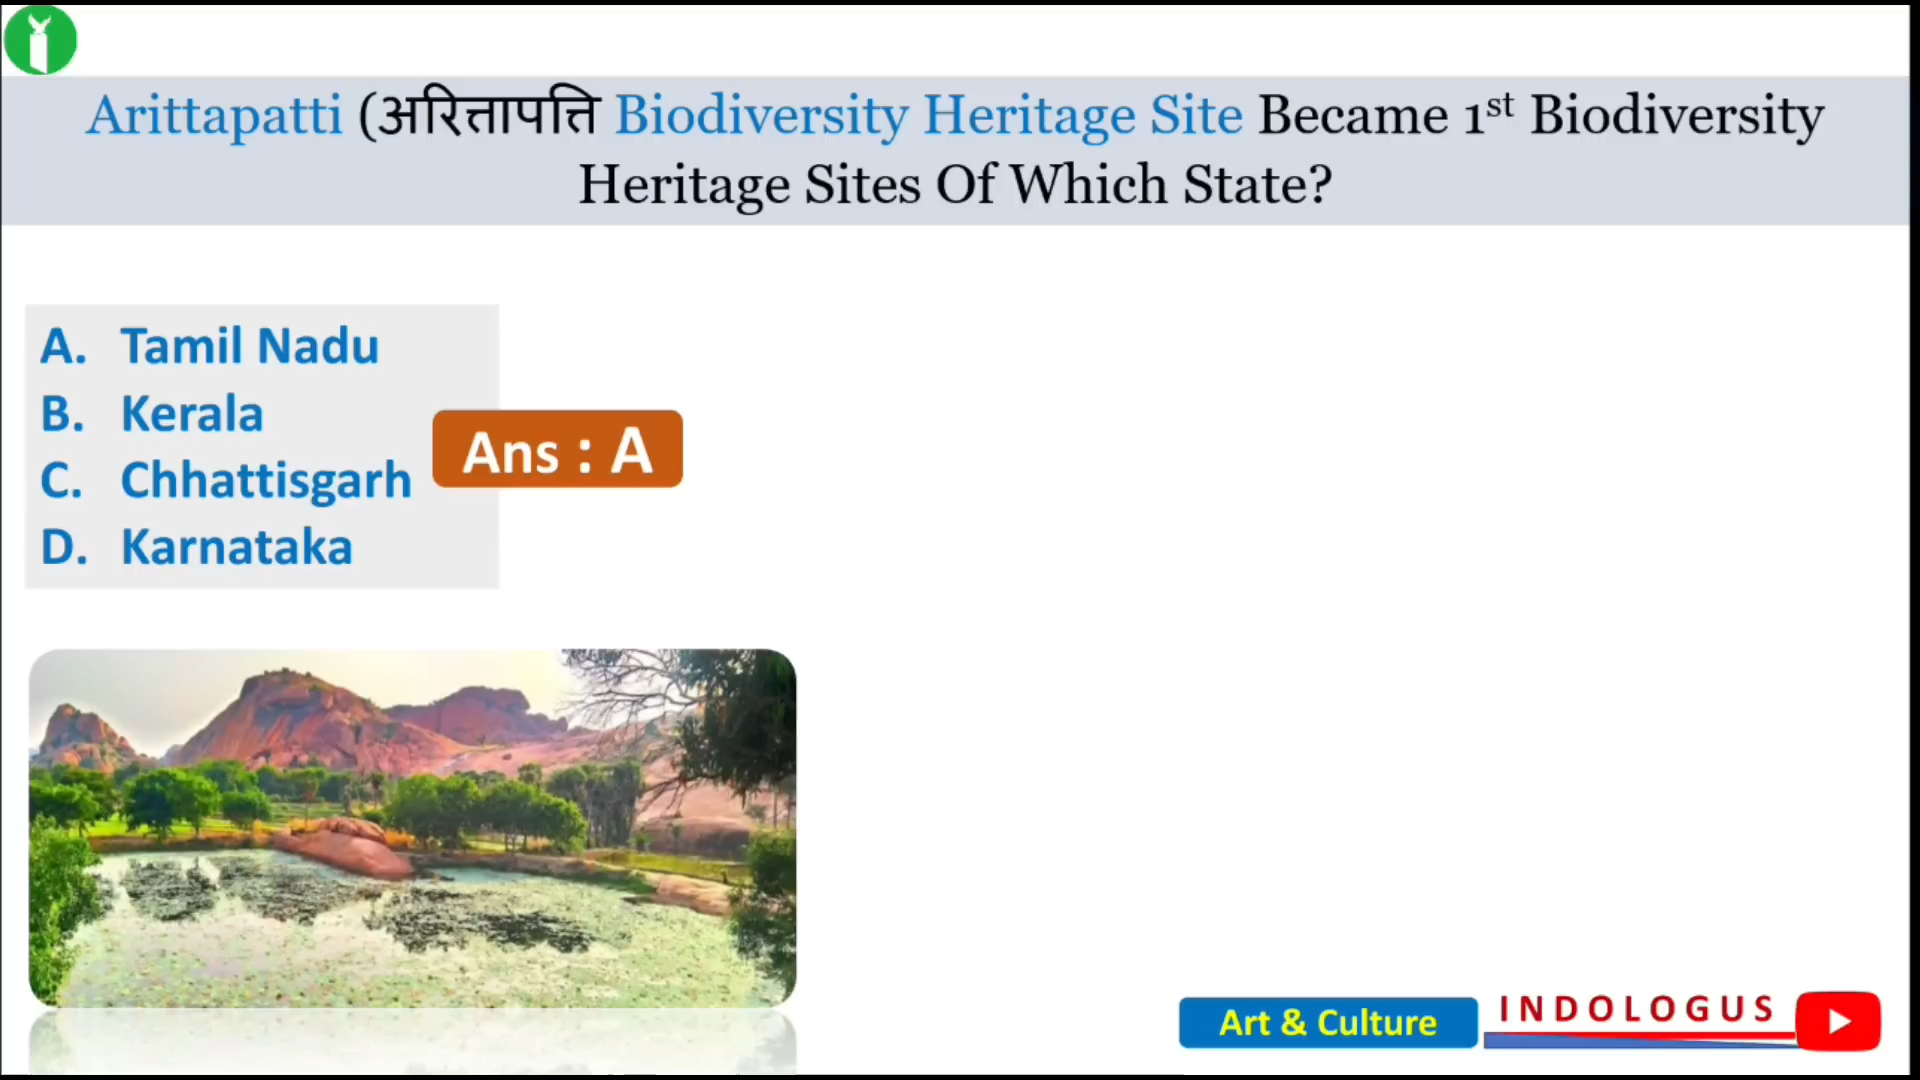 Arittapatti (अरित्तापत्ति Biodiversity Heritage Site Became 1st Biodiversity
Heritage Sites Of Which State?
A. Tamil Nadu
B. Kerala
C. Chhattisgarh
D. Karnataka
Ans : A
Art & Culture
INDOLOGUS